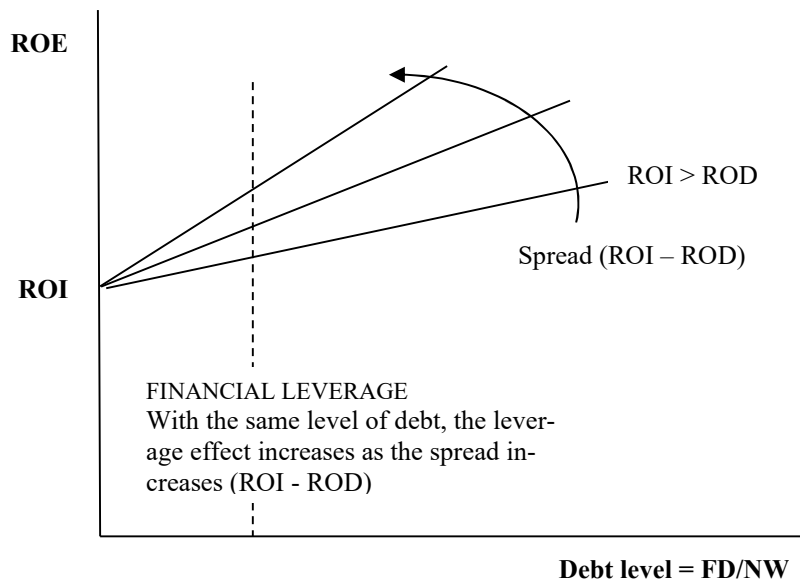 ROE
ROI > ROD
Spread (ROI – ROD)
ROI
FINANCIAL LEVERAGE
With the same level of debt, the lever-
age effect increases as the spread in-
creases (ROI - ROD)
Debt level = FD/NW